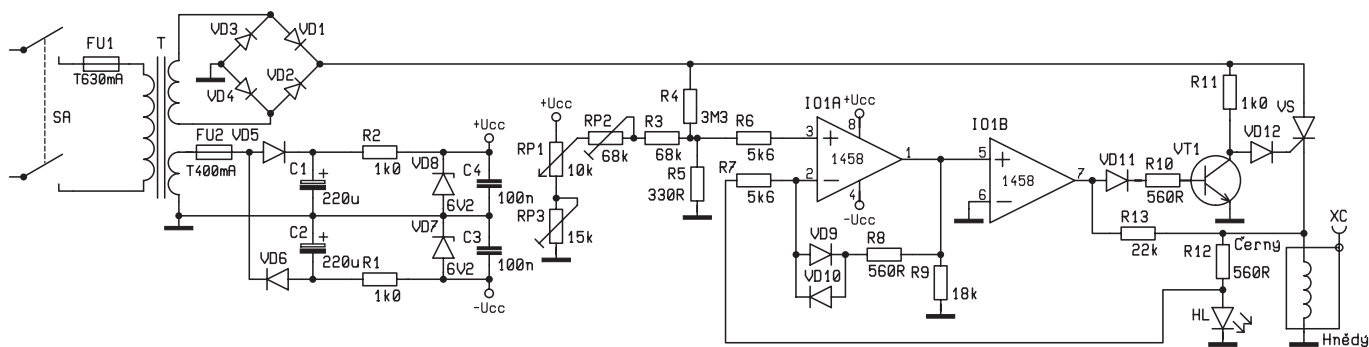 SA
FU1
T630mA
T
VD3
VD1
VD4
VD2
FU2
T400mA
VD5
R2
1k0
C1
+
220u
VD8
6V2
+Ucc
C4
100n
C2
+
220u
VD6
R1
1k0
VD7
6V2
C3
100n
-Ucc
+Ucc
RP1
10k
RP2
68k
RP3
15k
R3
68k
R4
3M3
R5
330R
R6
5k6
R7
5k6
IO1A
+Ucc
8
3
+
1458
1
2
−
4
-Ucc
VD9
VD10
R8
560R
R9
18k
IO1B
5
+
1458
7
6
−
VD11
R10
560R
VT1
R11
1k0
VD12
VS
R13
22k
R12
560R
Černý
XC
HL
Hnědý